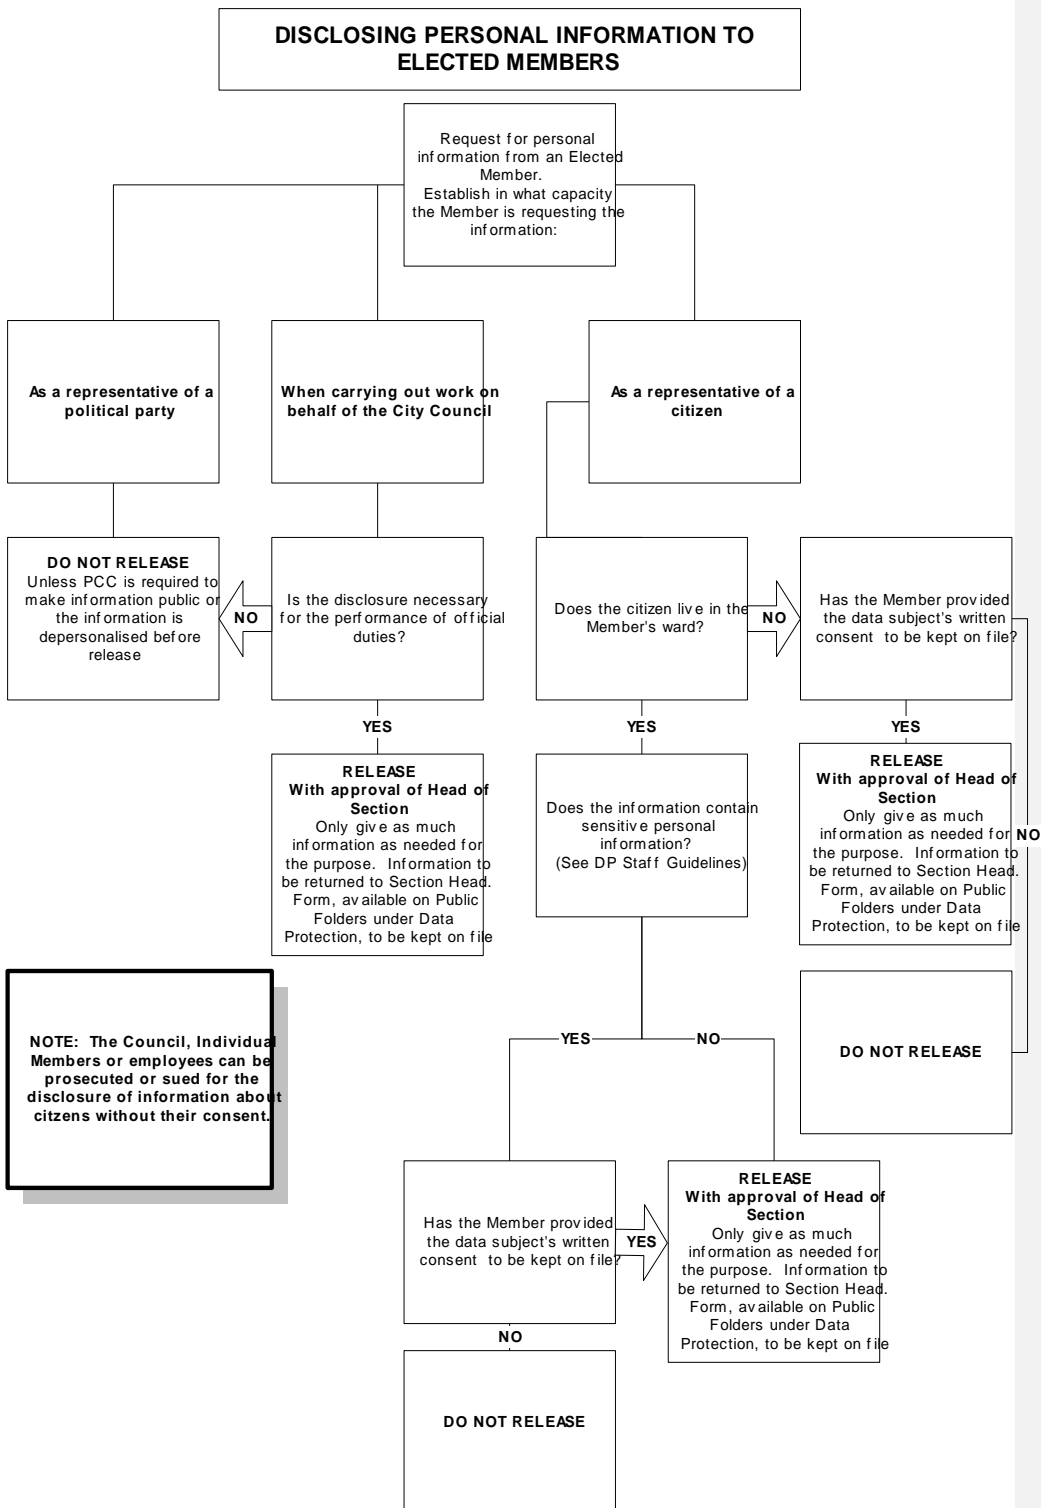 DISCLOSING PERSONAL INFORMATION TO
ELECTED MEMBERS
Request for personal
information from an Elected
Member.
Establish in what capacity
the Member is requesting the
information:
As a representative of a
political party
When carrying out work on
behalf of the City Council
As a representative of a
citizen
DO NOT RELEASE
Unless PCC is required to
make information public or
the information is
depersonalised before
release
NO
Is the disclosure necessary
for the performance of official
duties?
Does the citizen live in the
Member's ward?
NO
Has the Member provided
the data subject's written
consent to be kept on file?
YES
YES
YES
RELEASE
With approval of Head of
Section
Only give as much
information as needed for
the purpose. Information to
be returned to Section Head.
Form, available on Public
Folders under Data
Protection, to be kept on file
Does the information contain
sensitive personal
information?
(See DP Staff Guidelines)
RELEASE
With approval of Head of
Section
Only give as much
information as needed for
the purpose. Information to
be returned to Section Head.
Form, available on Public
Folders under Data
Protection, to be kept on file
NO
NOTE: The Council, Individual
Members or employees can be
prosecuted or sued for the
disclosure of information about
citzens without their consent.
YES
NO
DO NOT RELEASE
Has the Member provided
the data subject's written
consent to be kept on file?
YES
RELEASE
With approval of Head of
Section
Only give as much
information as needed for
the purpose. Information to
be returned to Section Head.
Form, available on Public
Folders under Data
Protection, to be kept on file
NO
DO NOT RELEASE